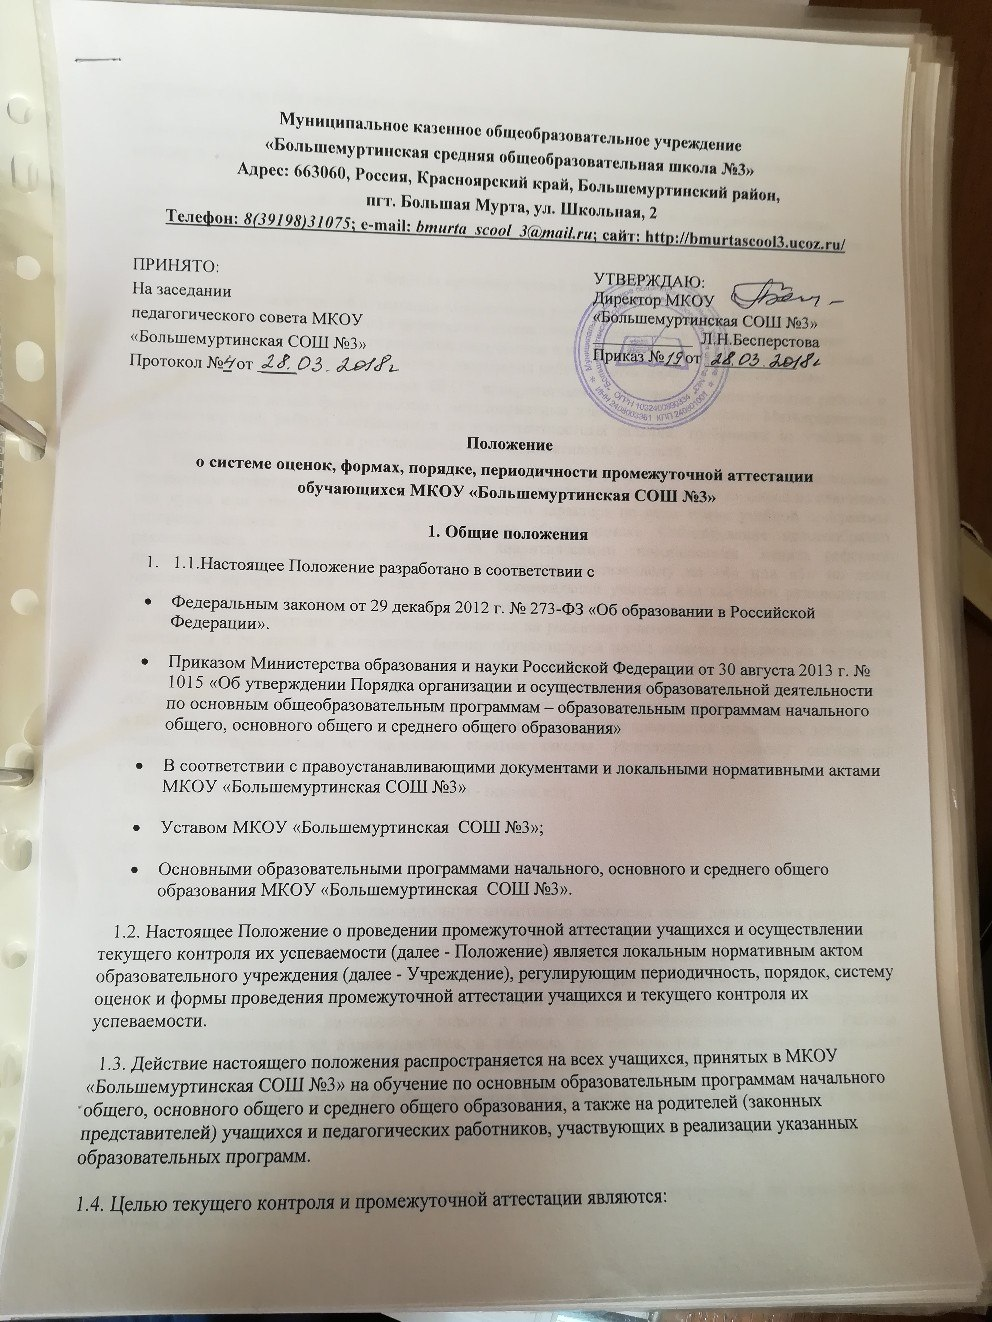 Муниципальное казенное общеобразовательное учреждение
«Большемуртинская средняя общеобразовательная школа №3»
Адрес: 663060, Россия, Красноярский край, Большемуртинский район,
пгт. Большая Мурта, ул. Школьная, 2
Телефон: 8(39198)31075; e-mail: bmurta_scool_3@mail.ru; сайт: http://bmurtascool3.ucoz.ru/
ПРИНЯТО:
На заседании
педагогического совета МКОУ
«Большемуртинская СОШ №3»
Протокол №4 от 28.03.2018г
УТВЕРЖДАЮ:
Директор МКОУ
«Большемуртинская СОШ №3»
Л.Н.Бесперстова
Приказ №19 от 28.03.2018г
Положение
о системе оценок, формах, порядке, периодичности промежуточной аттестации
обучающихся МКОУ «Большемуртинская СОШ №3»
1. Общие положения
1. 1.1.Настоящее Положение разработано в соответствии с
• Федеральным законом от 29 декабря 2012 г. № 273-ФЗ «Об образовании в Российской
Федерации».
• Приказом Министерства образования и науки Российской Федерации от 30 августа 2013 г. №
1015 «Об утверждении Порядка организации и осуществления образовательной деятельности
по основным общеобразовательным программам – образовательным программам начального
общего, основного общего и среднего общего образования»
• В соответствии с правоустанавливающими документами и локальными нормативными актами
МКОУ «Большемуртинская СОШ №3»
• Уставом МКОУ «Большемуртинская СОШ №3»;
• Основными образовательными программами начального, основного и среднего общего
образования МКОУ «Большемуртинская СОШ №3».
1.2. Настоящее Положение о проведении промежуточной аттестации учащихся и осуществлении
текущего контроля их успеваемости (далее - Положение) является локальным нормативным актом
образовательного учреждения (далее - Учреждение), регулирующим периодичность, порядок, систему
оценок и формы проведения промежуточной аттестации учащихся и текущего контроля их
успеваемости.
1.3. Действие настоящего положения распространяется на всех учащихся, принятых в МКОУ
«Большемуртинская СОШ №3» на обучение по основным образовательным программам начального
общего, основного общего и среднего общего образования, а также на родителей (законных
представителей) учащихся и педагогических работников, участвующих в реализации указанных
образовательных программ.
1.4. Целью текущего контроля и промежуточной аттестации являются: